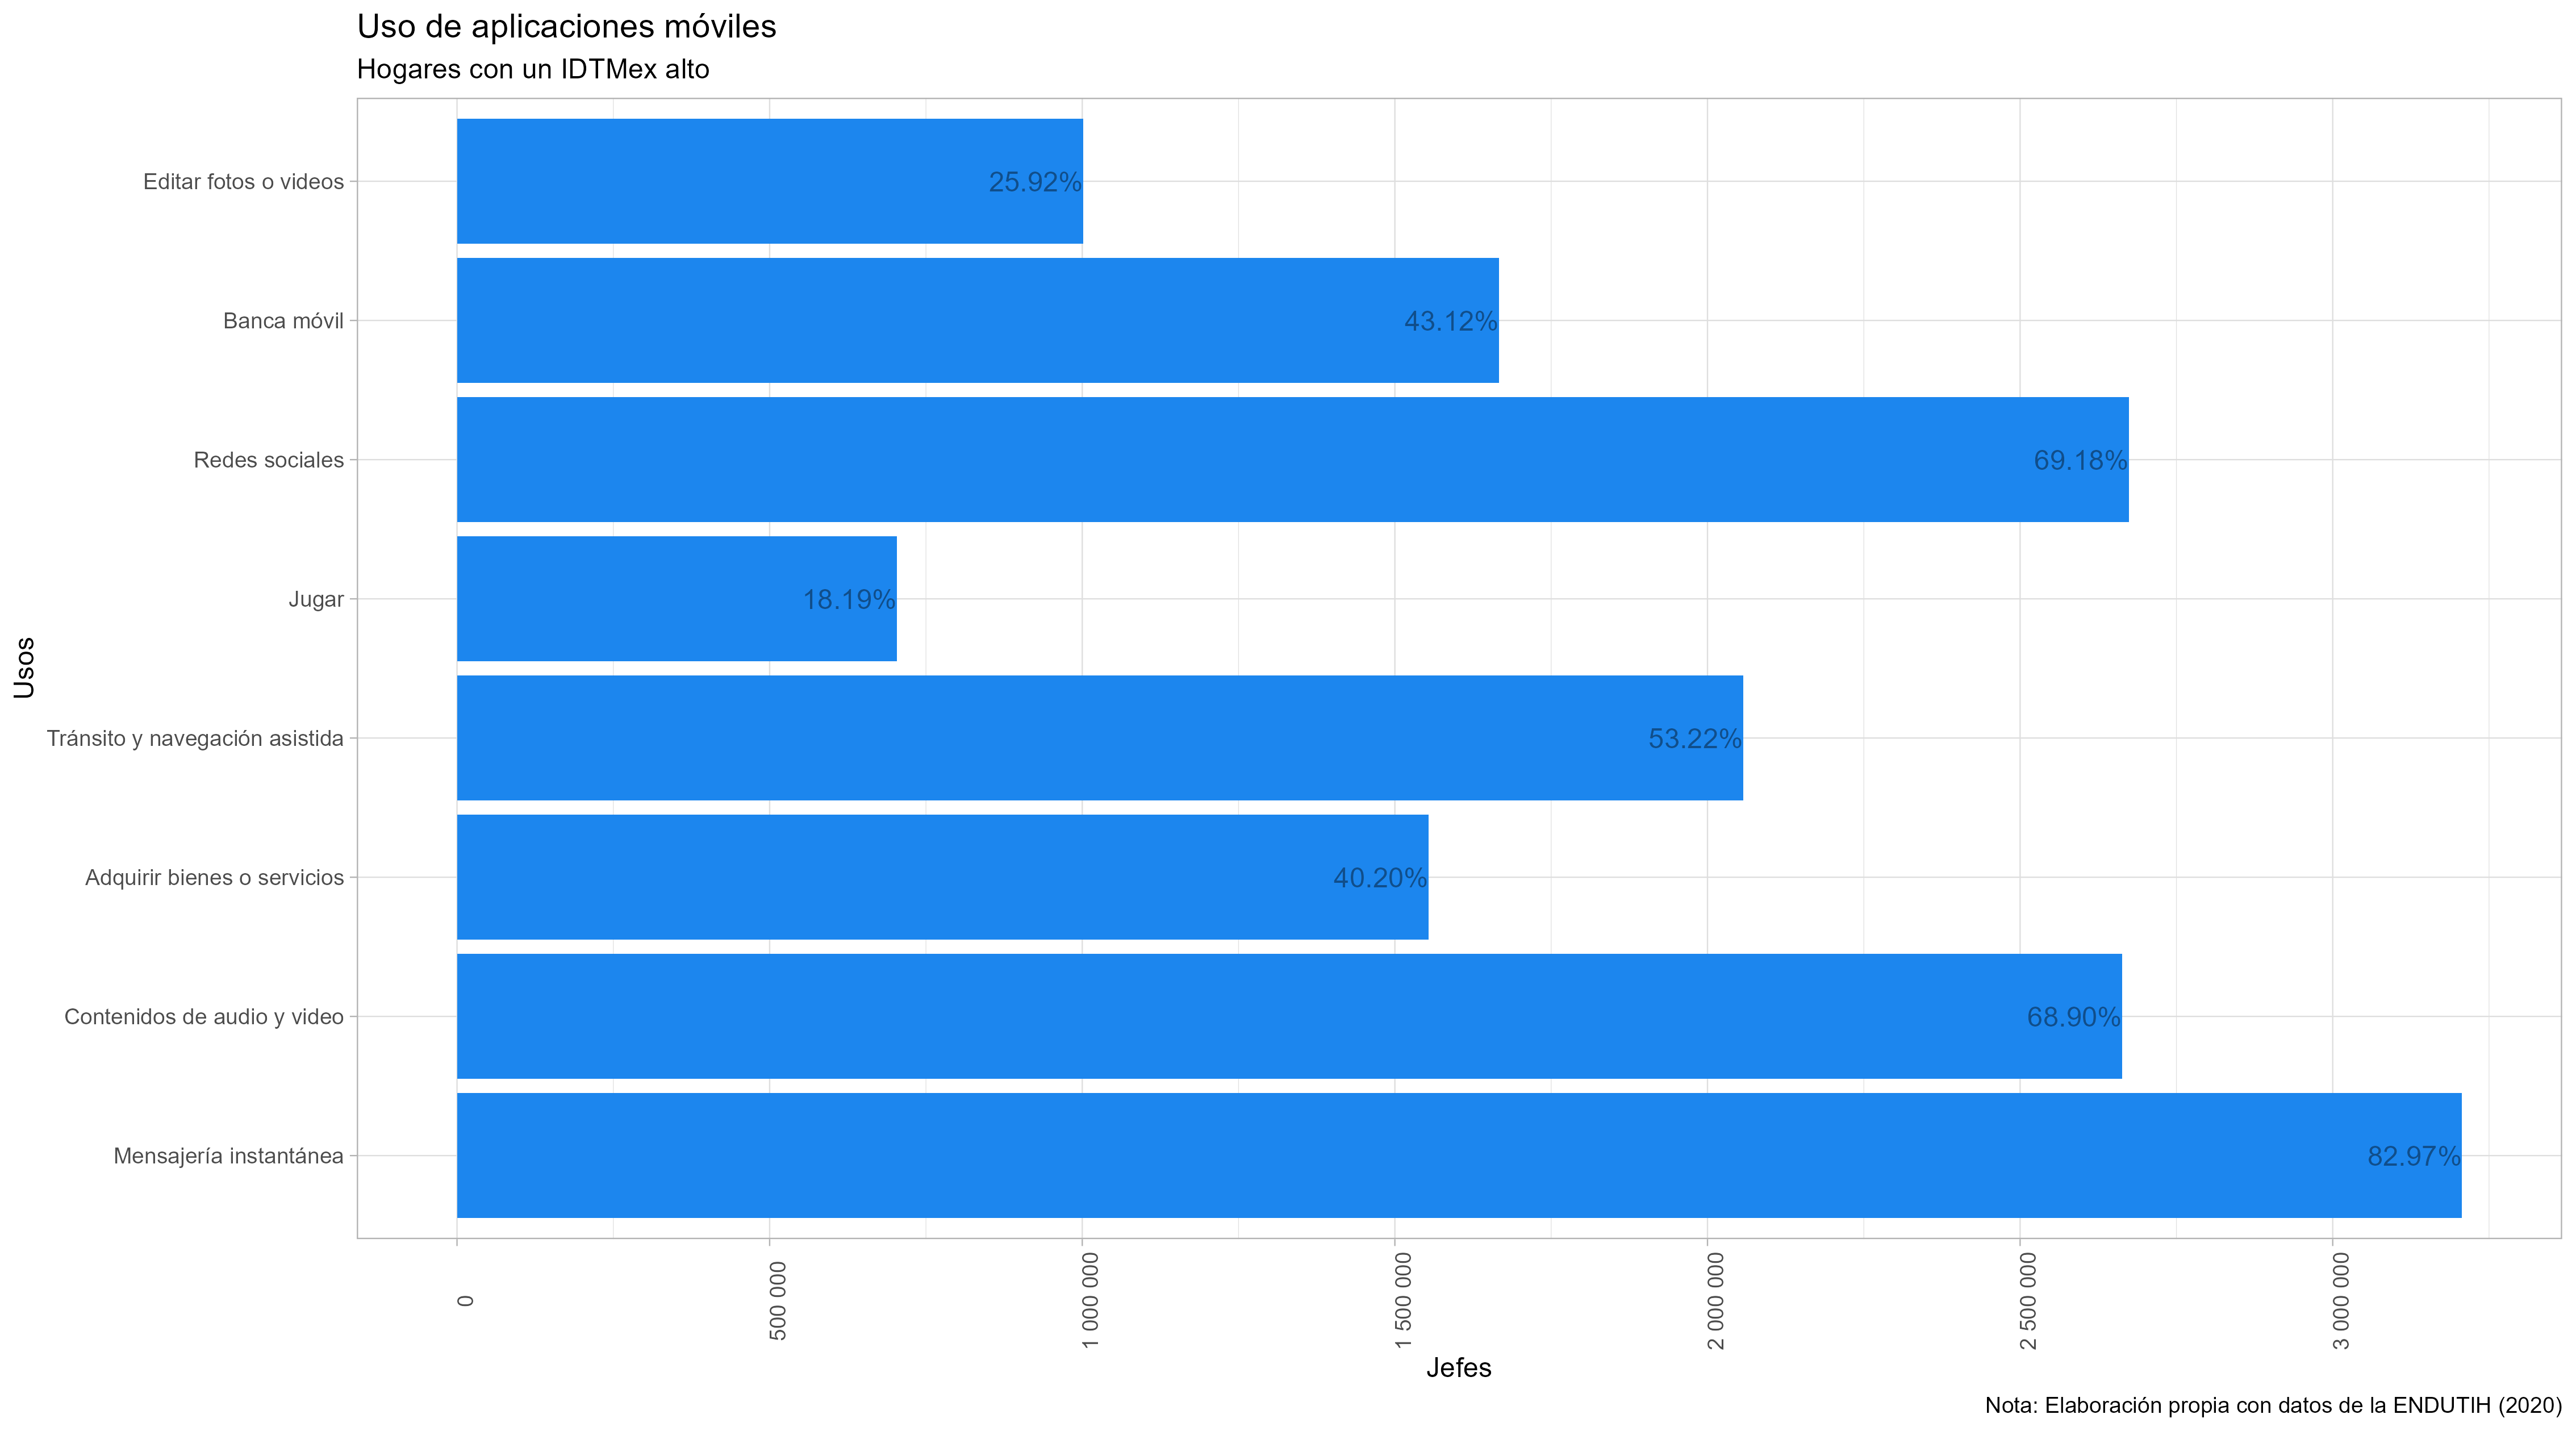 Uso de aplicaciones móviles
Hogares con un IDTMex alto
Usos
Editar fotos o videos
25.92%
Banca móvil
43.12%
Redes sociales
69.18%
Jugar
18.19%
Tránsito y navegación asistida
53.22%
Adquirir bienes o servicios
40.20%
Contenidos de audio y video
68.90%
Mensajería instantánea
82.97%
0
500 000
1 000 000
1 500 000
2 000 000
2 500 000
3 000 000
Jefes
Nota: Elaboración propia con datos de la ENDUTIH (2020)